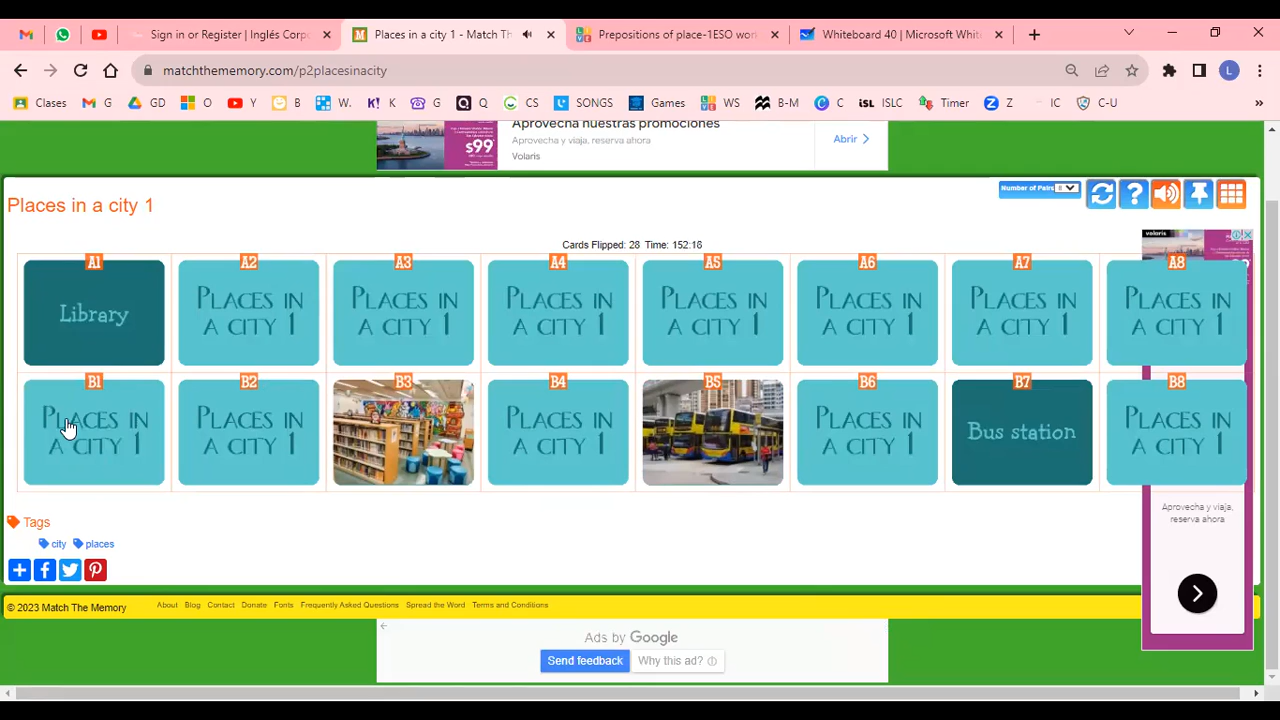 Sign in or Register | Inglés Corpo
Places in a city 1 - Match Th
Prepositions of place-1ESO wor
Whiteboard 40 | Microsoft Whit
matchthememory.com/p2placesinacity
L
Clases
G
GD
O
Y
B
W.
K
G
Q
CS
SONGS
Games
WS
B-M
C
ISLC
Timer
Z
IC
C-U
Aprovecha nuestras promociones
$99
Aprovecha y viaja, reserva ahora
Volaris
Abrir
Places in a city 1
Number of Pairs
Cards Flipped: 28 Time: 152:18
A1
A2
A3
A4
A5
A6
A7
A8
Library
Places in a city 1
Places in a city 1
Places in a city 1
Places in a city 1
Places in a city 1
Places in a city 1
Places in a city 1
B1
B2
B3
B4
B5
B6
B7
B8
Places in a city 1
Places in a city 1
Places in a city 1
Places in a city 1
Bus station
Places in a city 1
volaris
Aprovecha y viaja,
reserva ahora
Tags
city
places
© 2023 Match The Memory
About Blog Contact Donate Fonts Frequently Asked Questions Spread the Word Terms and Conditions
Ads by Google
Send feedback
Why this ad?